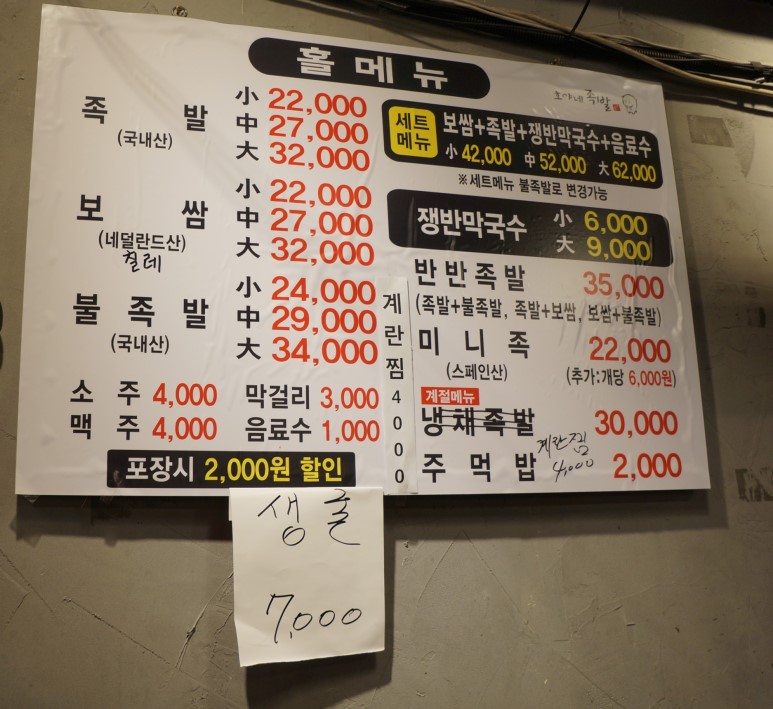 홀메뉴
족발 小 22,000
(국내산) 中 27,000
大 32,000
보쌈 小 22,000
(네덜란드산) 中 27,000
칠레 大 32,000
불족발 小 24,000
(국내산) 中 29,000
大 34,000
소주 4,000 막걸리 3,000
맥주 4,000 음료수 1,000
포장시 2,000원 할인
계란찜 4000
족발
세트메뉴 보쌈+족발+쟁반막국수+음료수
小 42,000 中 52,000 大 62,000
※세트메뉴 불족발로 변경가능
쟁반막국수 小 6,000
大 9,000
반반족발 35,000
(족발+불족발, 족발+보쌈, 보쌈+불족발)
미니족 22,000
(스페인산) (추가:개당 6,000원)
계절메뉴
냉채족발 30,000
계란찜 4,000
주먹밥 2,000
생굴
7,000